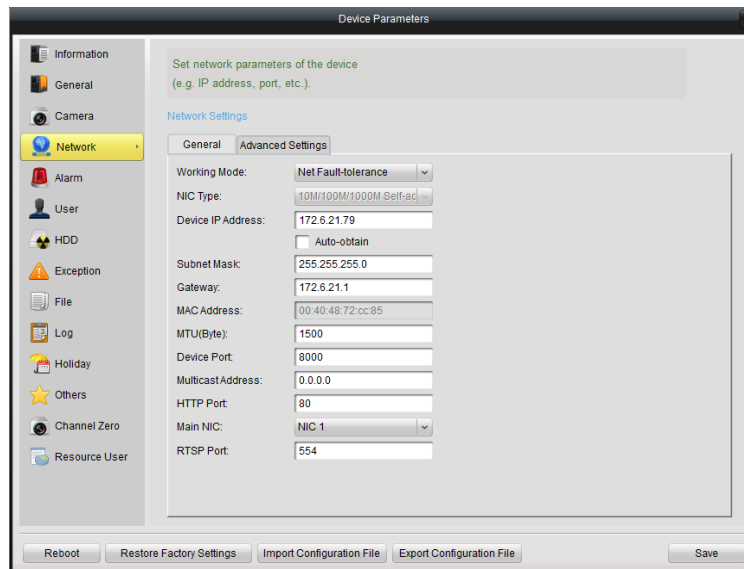 Device Parameters
Information
General
Camera
Network
Alarm
User
HDD
Exception
File
Log
Holiday
Others
Channel Zero
Resource User
Set network parameters of the device
(e.g. IP address, port, etc.).
Network Settings
General Advanced Settings
Working Mode: Net Fault-tolerance
NIC Type: 10M/100M/1000M Self-ac
Device IP Address: 172.6.21.79
Auto-obtain
Subnet Mask: 255.255.255.0
Gateway: 172.6.21.1
MAC Address: 00:40:48:72:cc:85
MTU(Byte): 1500
Device Port: 8000
Multicast Address: 0.0.0.0
HTTP Port: 80
Main NIC: NIC 1
RTSP Port: 554
Reboot Restore Factory Settings Import Configuration File Export Configuration File Save